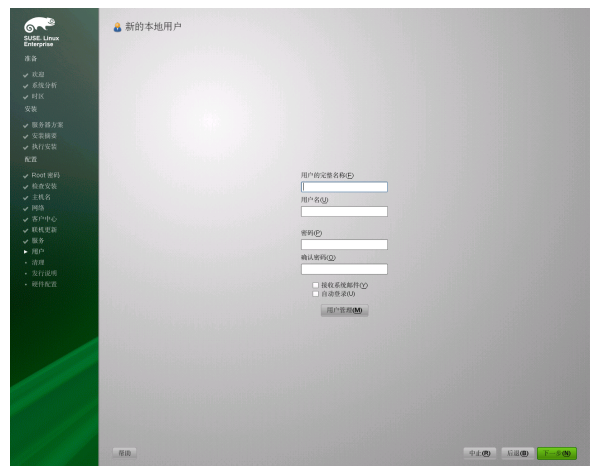 SUSE. Linux
Enterprise
准备
欢迎
系统分析
时区
安装
服务器方案
安装摘要
执行安装
配置
Root 密码
检查安装
主机名
网络
客户中心
联机更新
服务
用户
清理
发行说明
硬件配置
新的本地用户
用户的完整名称(F)
用户名(U)
密码(P)
确认密码(O)
接收系统邮件(Y)
自动登录(U)
用户管理(M)
帮助
中止(R)
后退(B)
下一步(N)